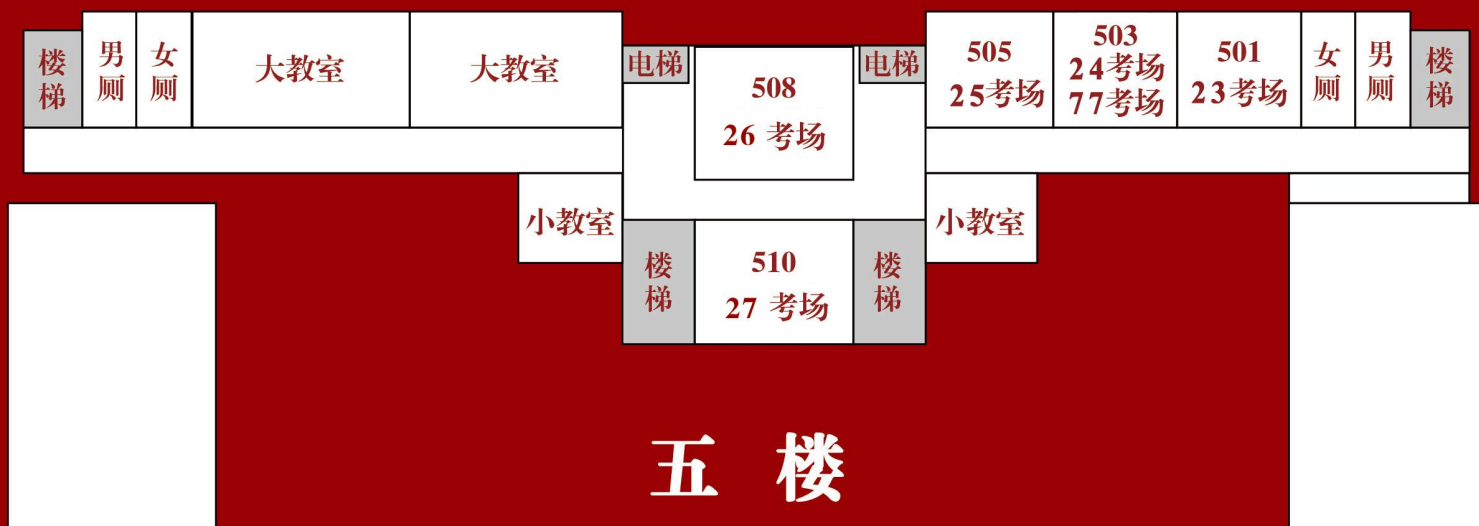 楼梯
男厕
女厕
大教室
大教室
电梯
508
26 考场
电梯
505
25考场
503
24考场
77考场
501
23考场
女厕
男厕
楼梯
小教室
楼梯
510
27 考场
楼梯
小教室
五 楼